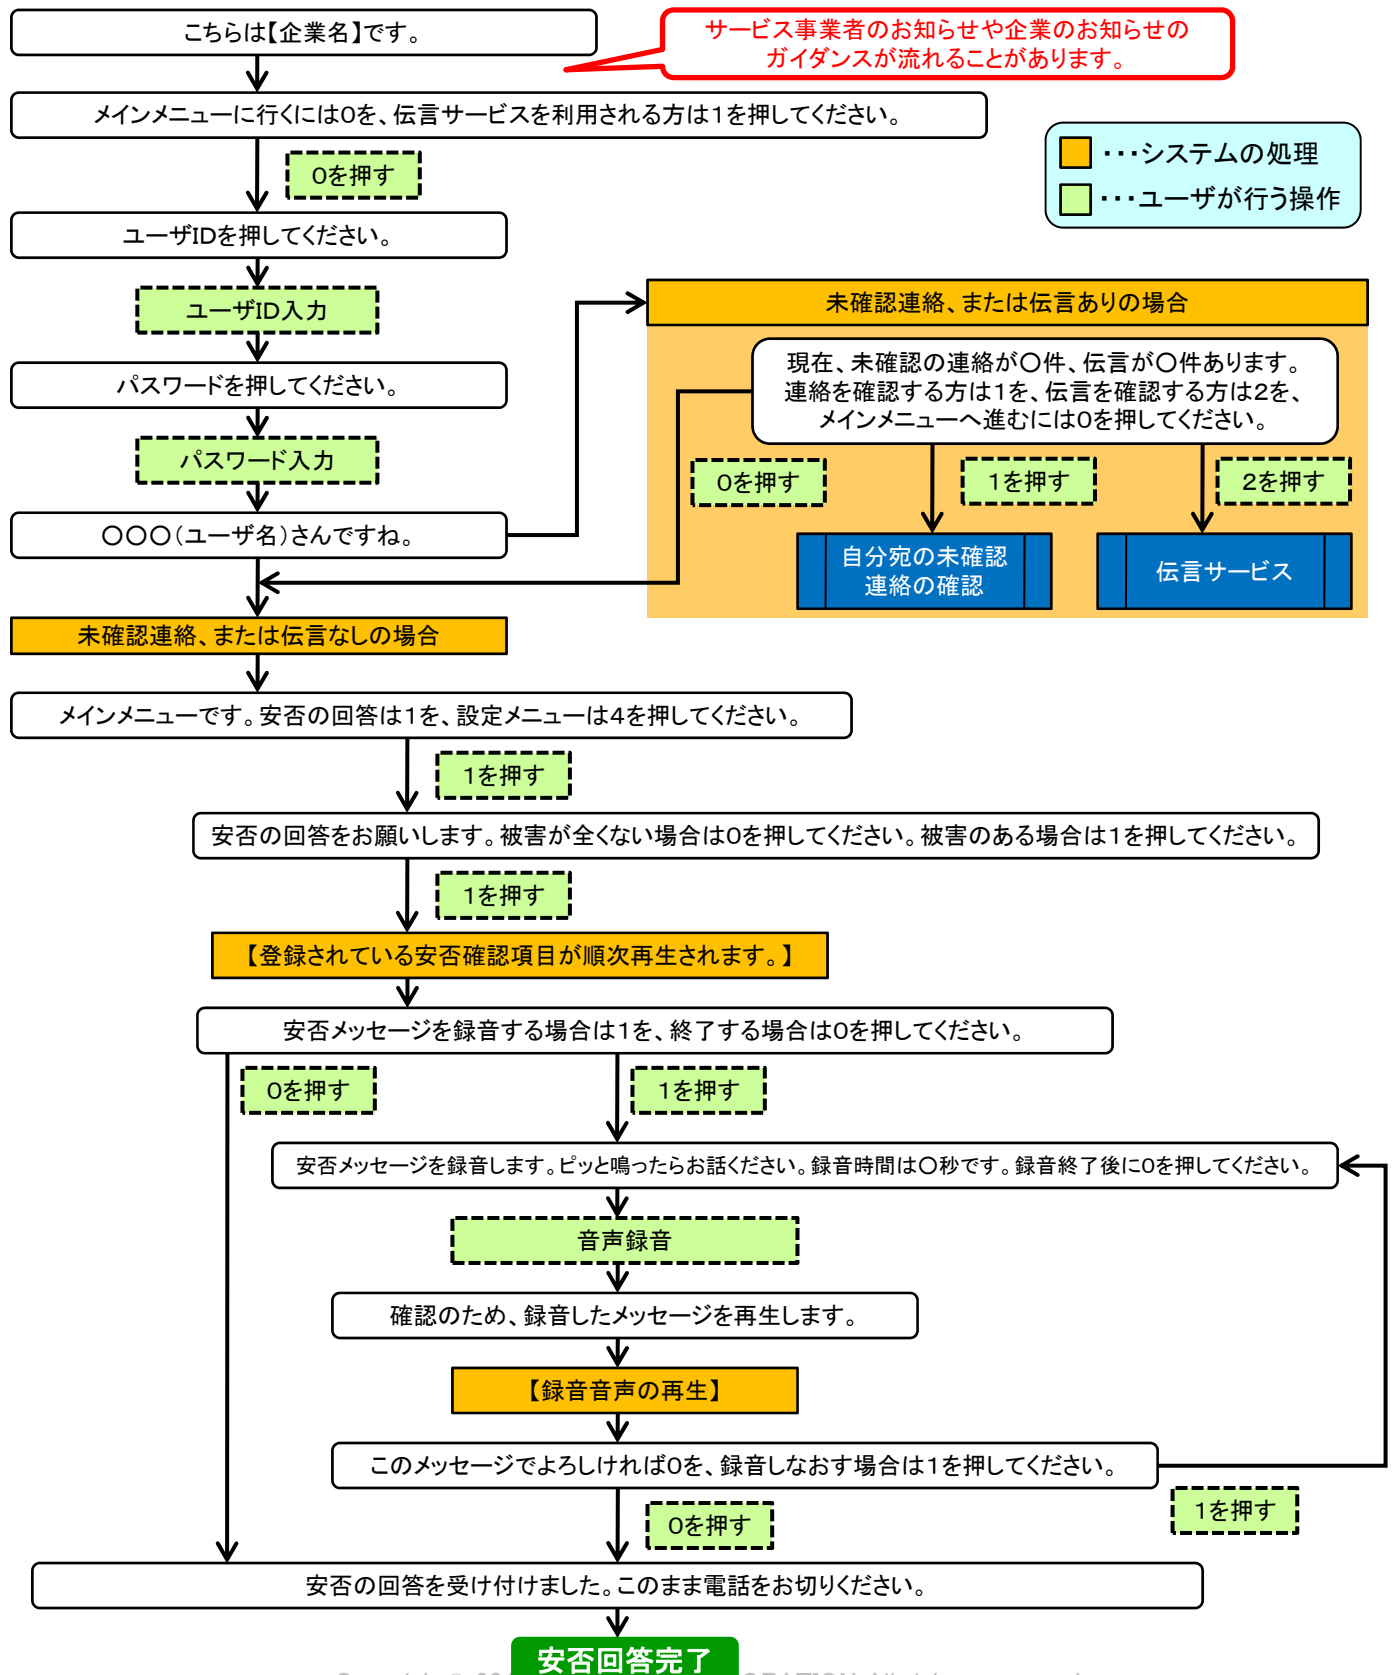 こちらは【企業名】です。
サービス事業者のお知らせや企業のお知らせの
ガイダンスが流れることがあります。
メインメニューに行くには0を、伝言サービスを利用される方は1を押してください。
・・・システムの処理
・・・ユーザが行う操作
0を押す
ユーザIDを押してください。
ユーザID入力
パスワードを押してください。
パスワード入力
〇〇〇（ユーザ名）さんですね。
未確認連絡、または伝言ありの場合
現在、未確認の連絡が〇件、伝言が〇件あります。
連絡を確認する方は1を、伝言を確認する方は2を、
メインメニューへ進むには0を押してください。
0を押す
1を押す
2を押す
自分宛の未確認
連絡の確認
伝言サービス
未確認連絡、または伝言なしの場合
メインメニューです。安否の回答は1を、設定メニューは4を押してください。
1を押す
安否の回答をお願いします。被害が全くない場合は0を押してください。被害のある場合は1を押してください。
1を押す
【登録されている安否確認項目が順次再生されます。】
安否メッセージを録音する場合は1を、終了する場合は0を押してください。
0を押す
1を押す
安否メッセージを録音します。ピッと鳴ったらお話ください。録音時間は〇秒です。録音終了後に0を押してください。
音声録音
確認のため、録音したメッセージを再生します。
【録音音声の再生】
このメッセージでよろしければ0を、録音しなおす場合は1を押してください。
0を押す
1を押す
安否の回答を受け付けました。このまま電話をお切りください。
安否回答完了